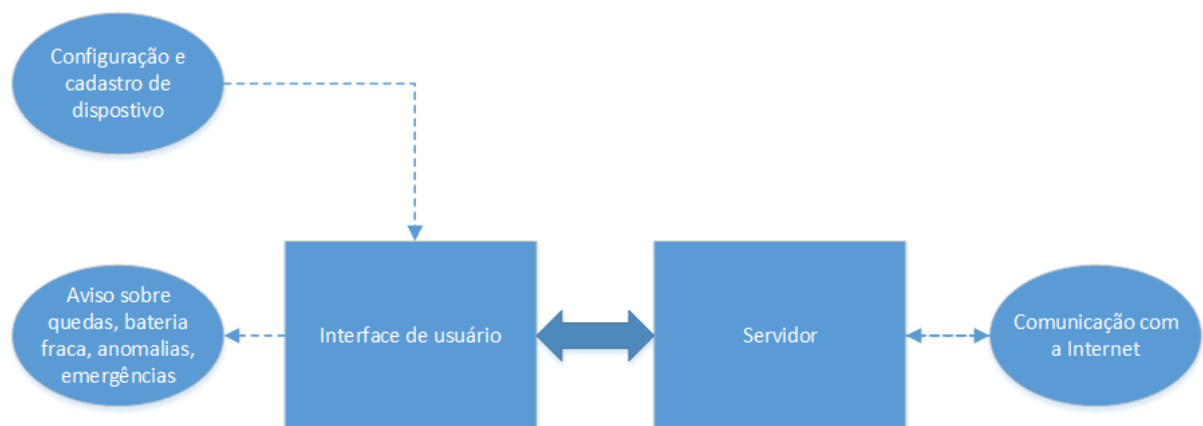 Configuração e
cadastro de
dispostivo
Aviso sobre
quedas, bateria
fraca, anomalias,
emergências
Interface de usuário
Servidor
Comunicação com
a Internet